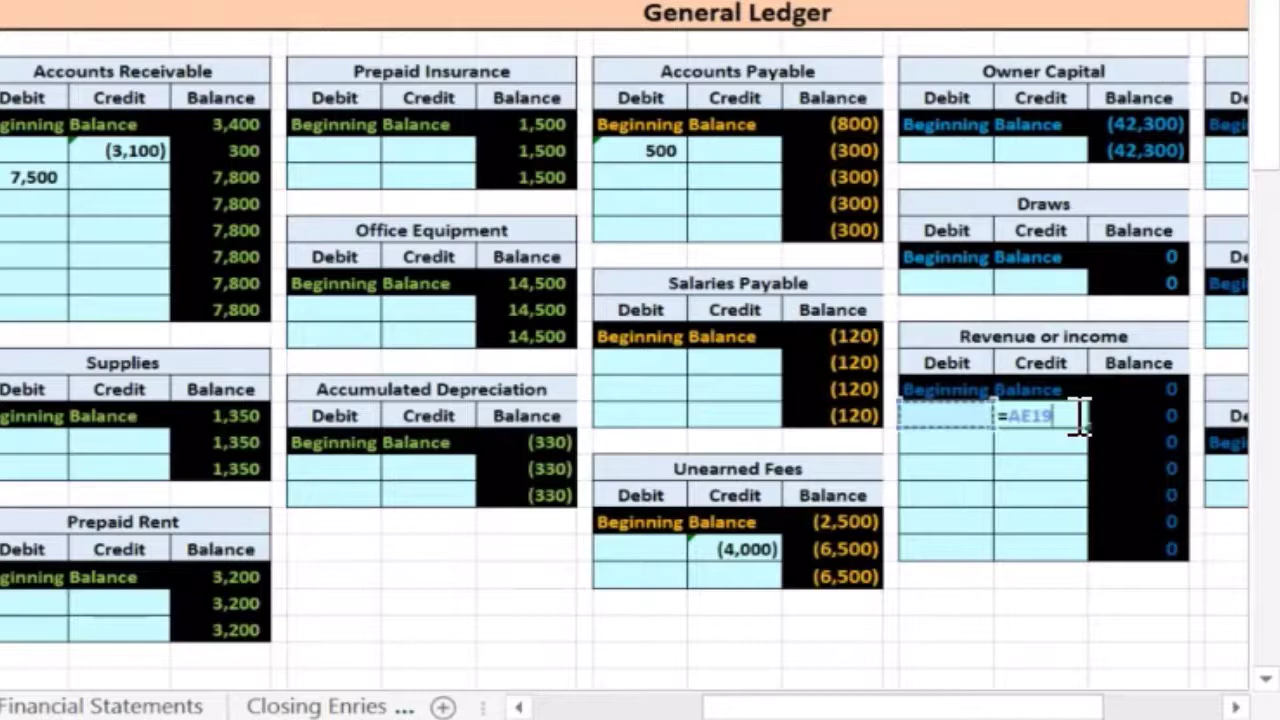 General Ledger
Accounts Receivable
Debit Credit Balance
ginning Balance 3,400
(3,100) 300
7,500 7,800
7,800
7,800
7,800
7,800
7,800
Supplies
Debit Credit Balance
ginning Balance 1,350
1,350
1,350
Prepaid Rent
Debit Credit Balance
ginning Balance 3,200
3,200
3,200
Prepaid Insurance
Debit Credit Balance
Beginning Balance 1,500
1,500
1,500
Office Equipment
Debit Credit Balance
Beginning Balance 14,500
14,500
14,500
Accumulated Depreciation
Debit Credit Balance
Beginning Balance (330)
(330)
(330)
Accounts Payable
Debit Credit Balance
Beginning Balance (800)
500 (300)
(300)
(300)
(300)
Salaries Payable
Debit Credit Balance
Beginning Balance (120)
(120)
(120)
(120)
Unearned Fees
Debit Credit Balance
Beginning Balance (2,500)
(4,000) (6,500)
(6,500)
Owner Capital
Debit Credit Balance
Beginning Balance (42,300)
(42,300)
Draws
Debit Credit Balance
Beginning Balance 0
0
Revenue or income
Debit Credit Balance
Beginning Balance 0
=AE19 0
0
0
0
0
0
De
Begi
De
Begi
De
Begi
Financial Statements Closing Enries ...